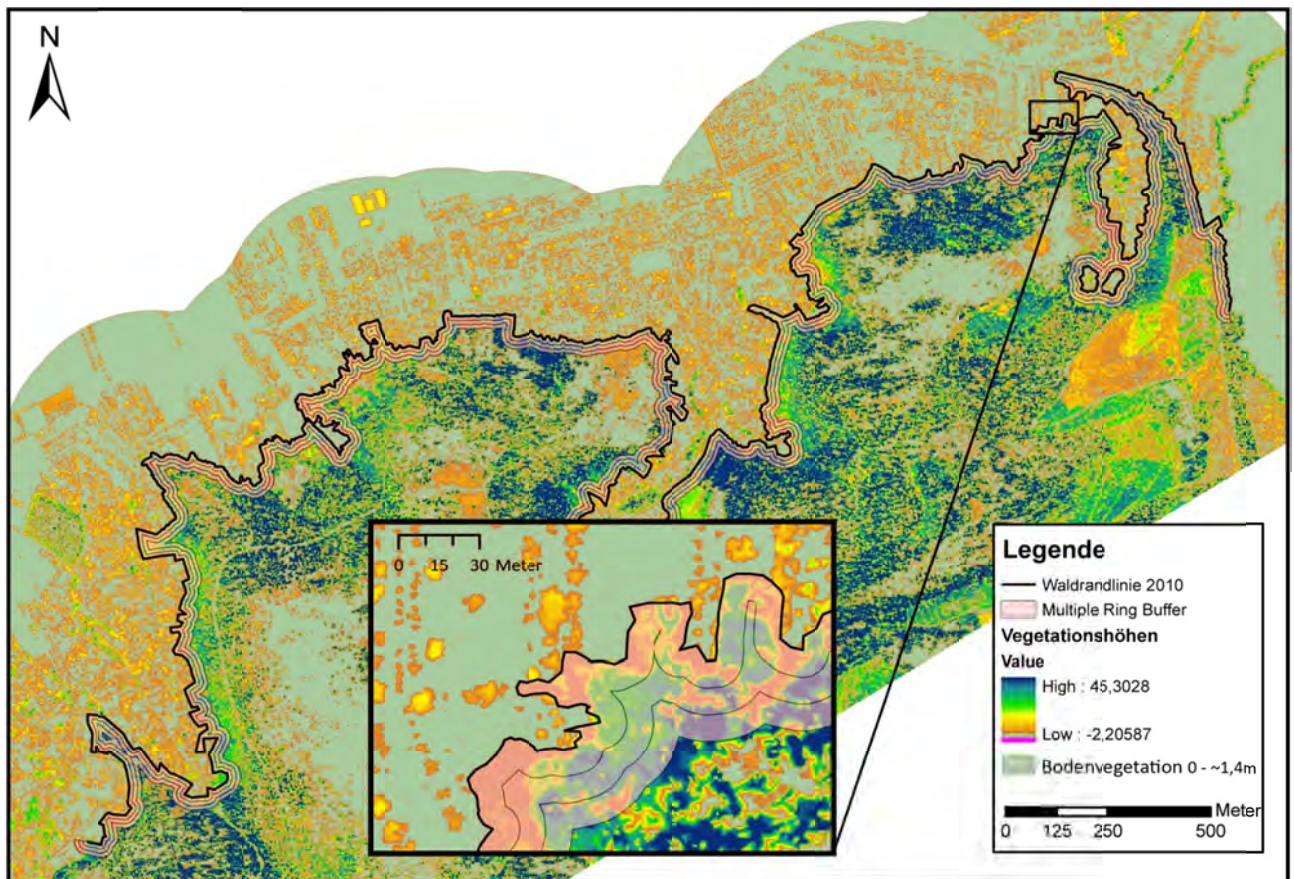 N
0 15 30 Meter
Legende
Waldrandlinie 2010
Multiple Ring Buffer
Vegetationshöhen
Value
High : 45,3028
Low : -2,20587
Bodenvegetation 0 - ~1,4m
Meter
0 125 250 500